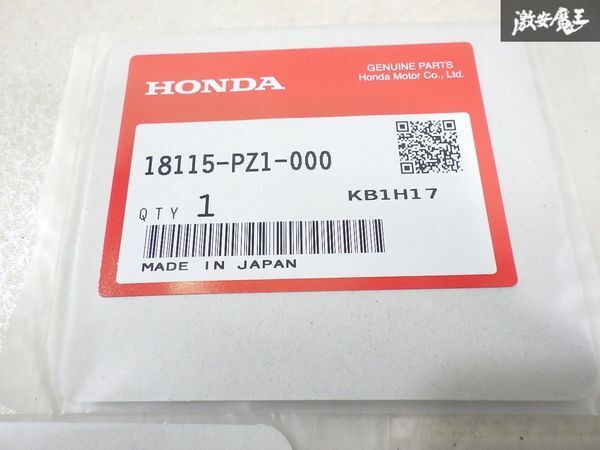 激安魔王
HONDA
GENUINE PARTS
Honda Motor Co., Ltd.
18115-PZ1-000
KB1H17
QTY 1
MADE IN JAPAN